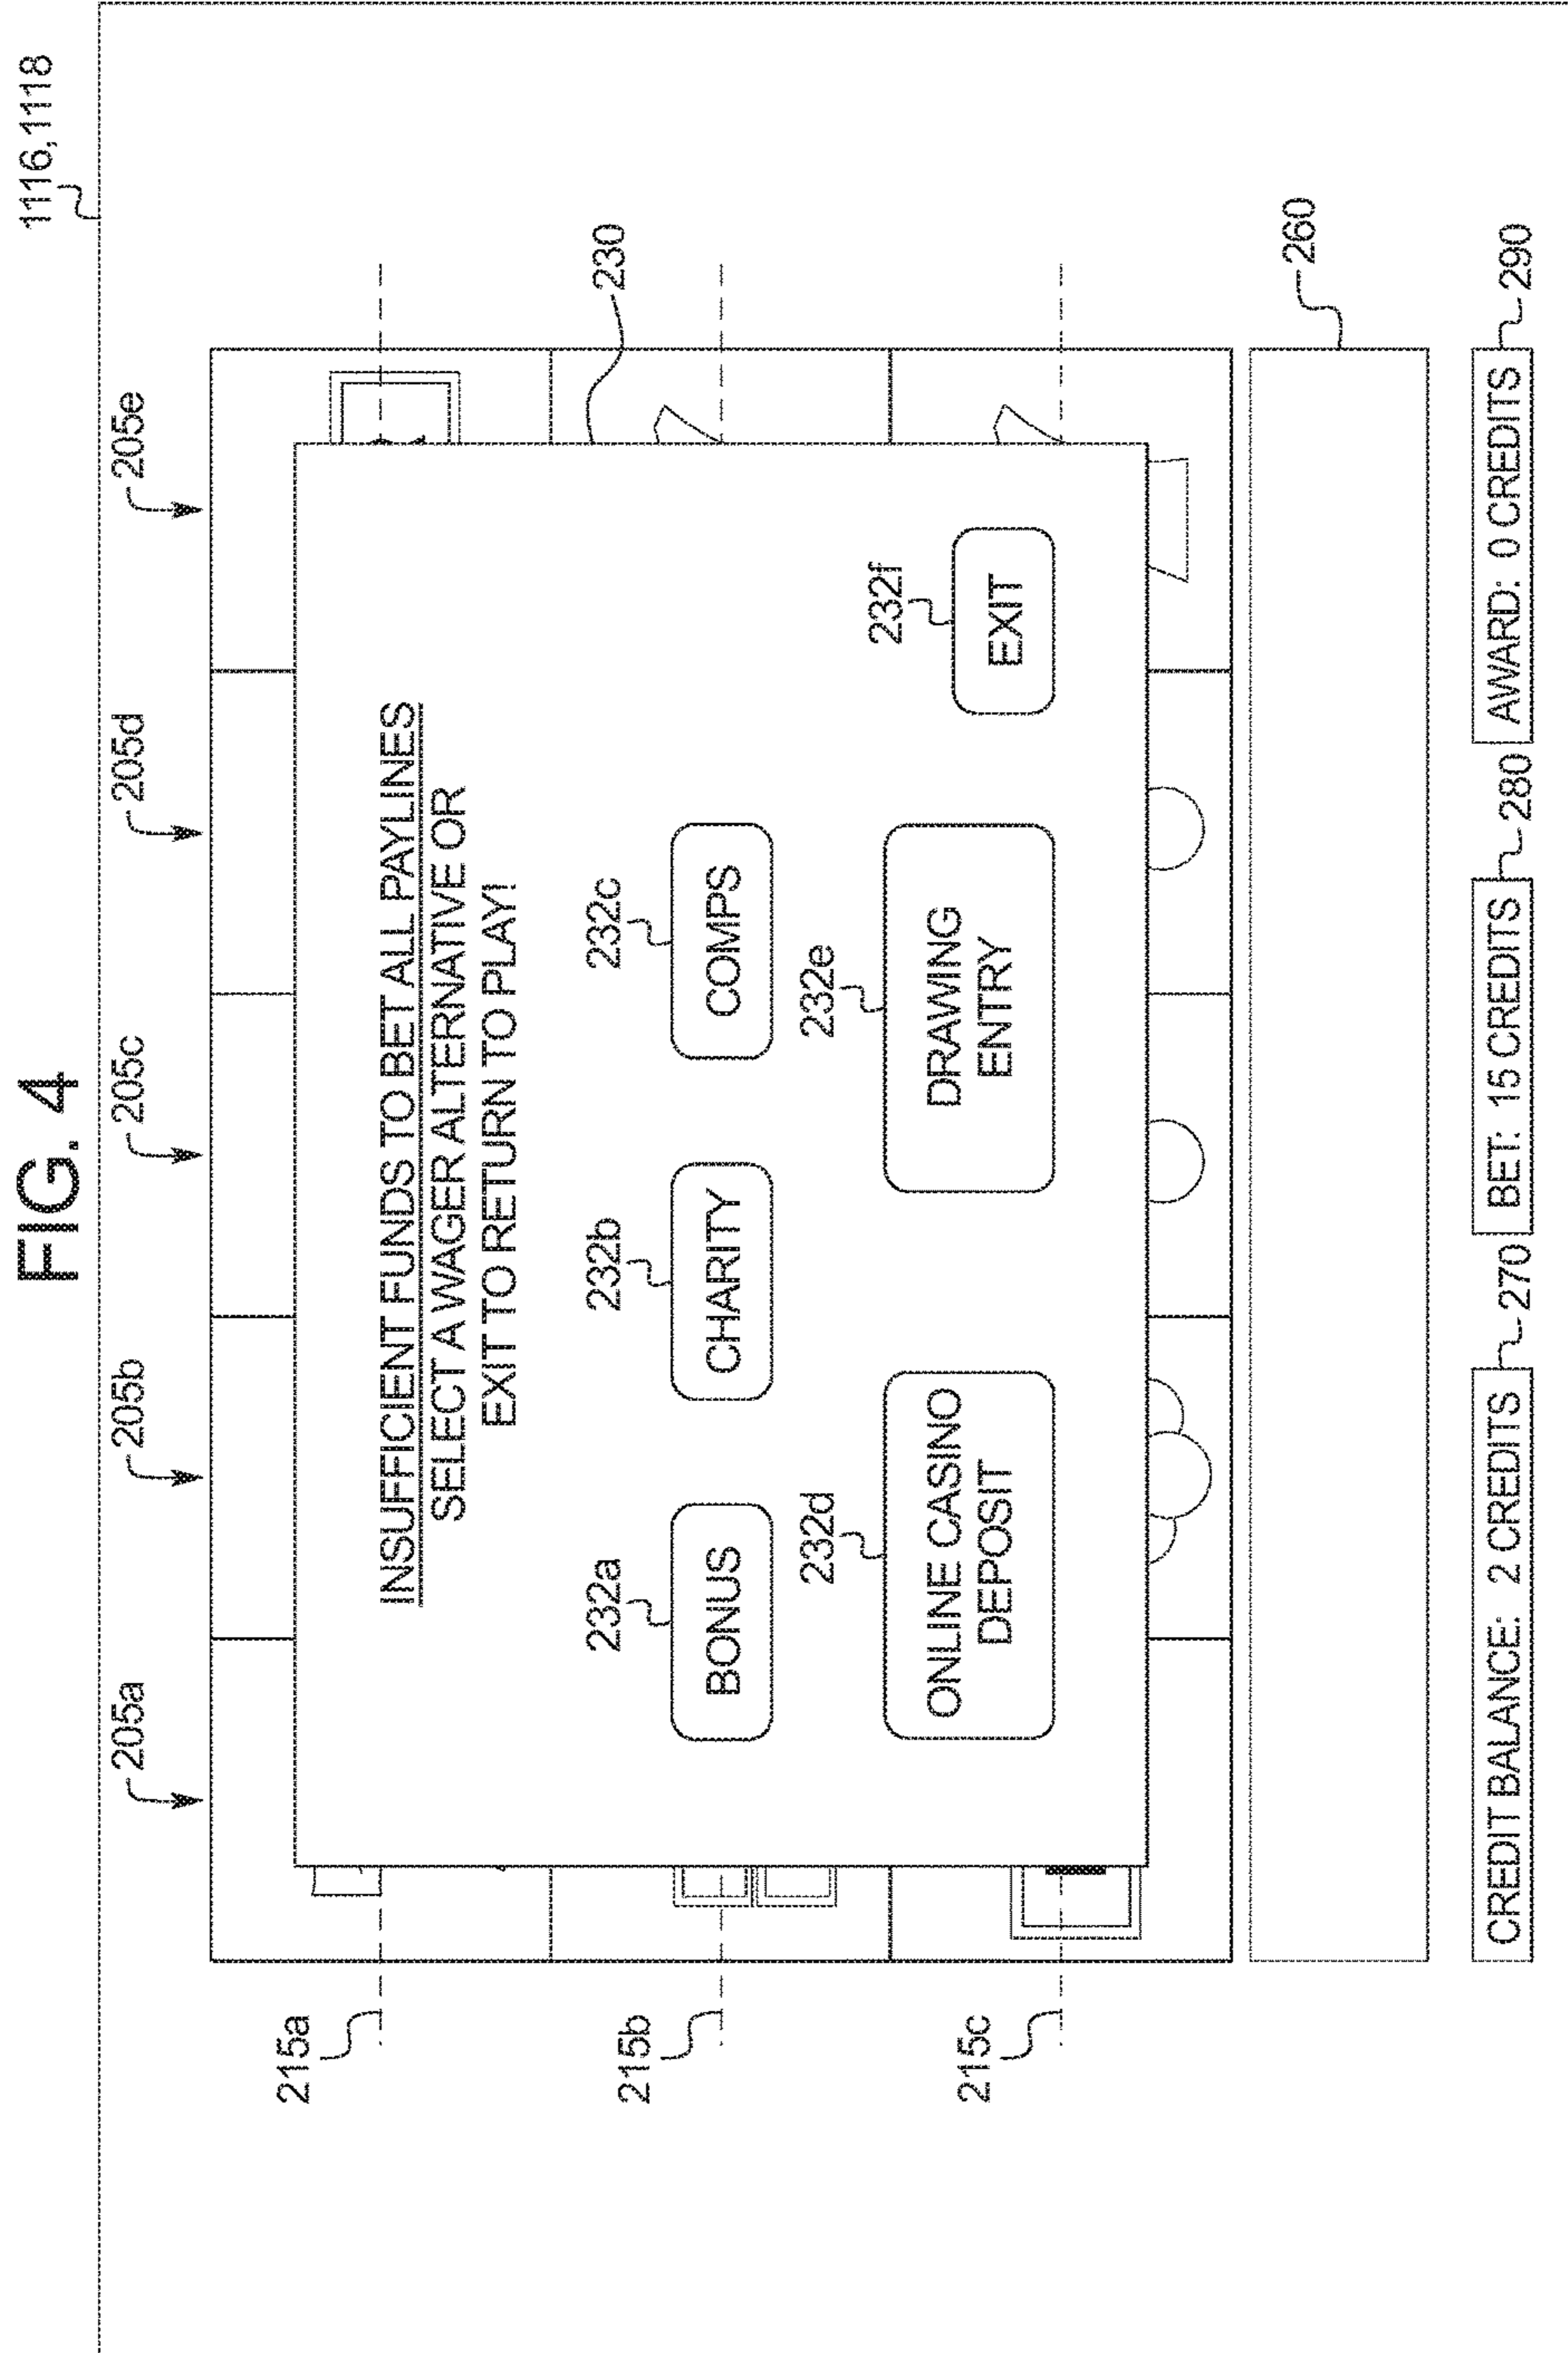 FIG. 4
1116,1118
205a
205b
205c
205d
205e
215a
INSUFFICIENT FUNDS TO BET ALL PAYLINES
SELECT A WAGER ALTERNATIVE OR
EXIT TO RETURN TO PLAY!
230
215b
232a
232b
232c
BONUS
CHARITY
COMPS
232d
232e
232f
215c
ONLINE CASINO
DEPOSIT
DRAWING
ENTRY
EXIT
260
CREDIT BALANCE: 2 CREDITS
270
BET: 15 CREDITS
280
AWARD: 0 CREDITS
290